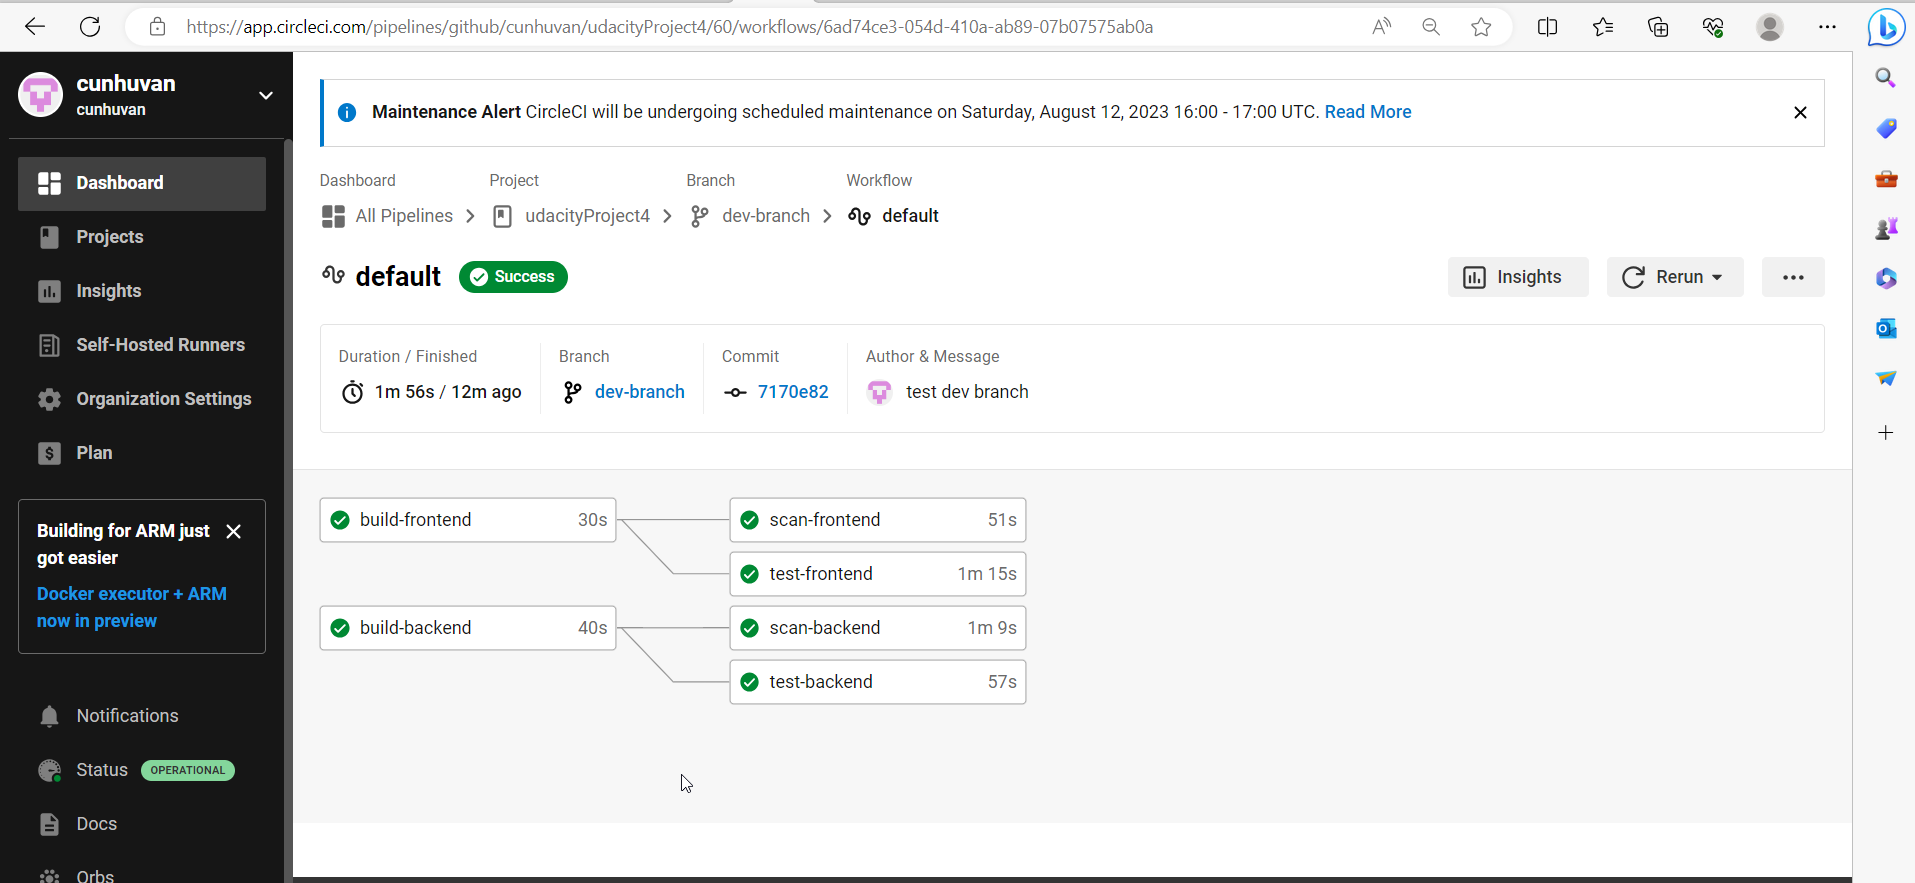 https://app.circleci.com/pipelines/github/cunhuvan/udacityProject4/60/workflows/6ad74ce3-054d-410a-ab89-07b07575ab0a
cunhuvan
cunhuvan
Dashboard
Projects
Insights
Self-Hosted Runners
Organization Settings
Plan
Building for ARM just
got easier
Docker executor + ARM
now in preview
Notifications
Status OPERATIONAL
Docs
Orbs
Maintenance Alert CircleCI will be undergoing scheduled maintenance on Saturday, August 12, 2023 16:00 - 17:00 UTC. Read More
Dashboard Project Branch Workflow
All Pipelines udacityProject4 dev-branch default
default Success Insights Rerun
Duration / Finished Branch Commit Author & Message
1m 56s / 12m ago dev-branch 7170e82 test dev branch
build-frontend 30s scan-frontend 51s
test-frontend 1m 15s
build-backend 40s scan-backend 1m 9s
test-backend 57s